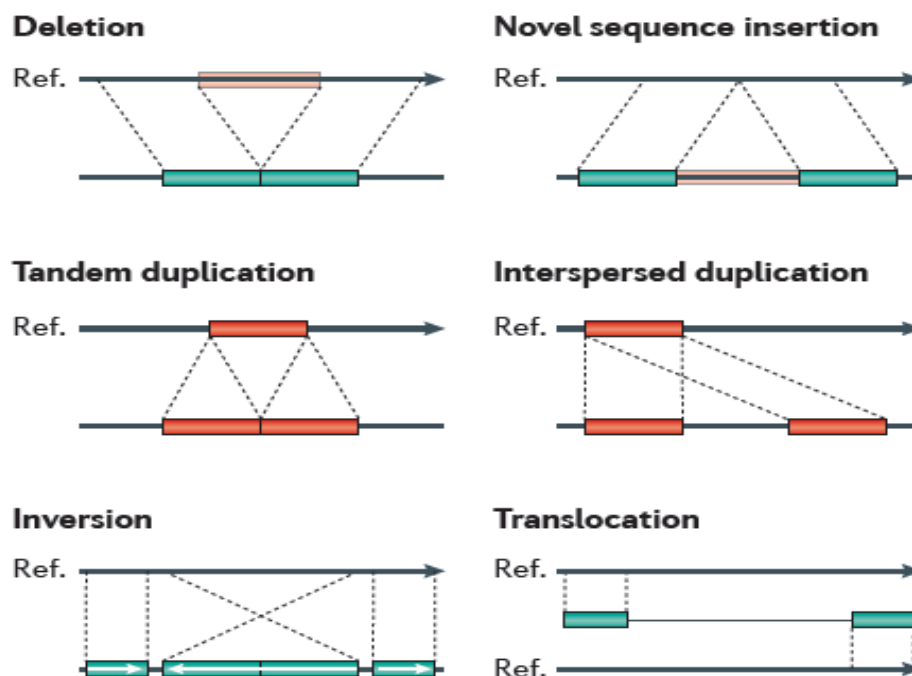 Deletion
Ref.
Novel sequence insertion
Ref.
Tandem duplication
Ref.
Interspersed duplication
Ref.
Inversion
Ref.
Translocation
Ref.
Ref.